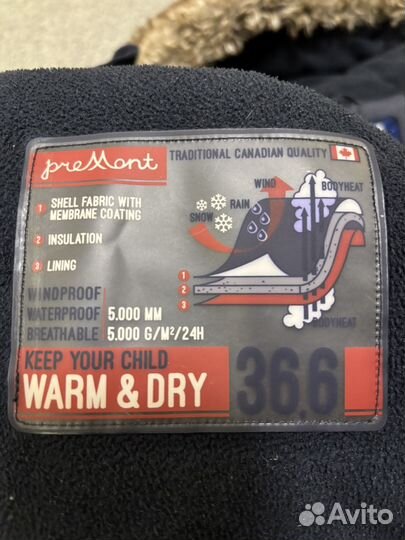 preMont
TRADITIONAL CANADIAN QUALITY
WIND
BODYHEAT
RAIN
SNOW
1 SHELL FABRIC WITH
MEMBRANE COATING
2 INSULATION
3 LINING
1
2
3
WINDPROOF
WATERPROOF 5.000 MM
BREATHABLE 5.000 G/M²/24H
BODYHEAT
KEEP YOUR CHILD
WARM & DRY
36,6
Avito